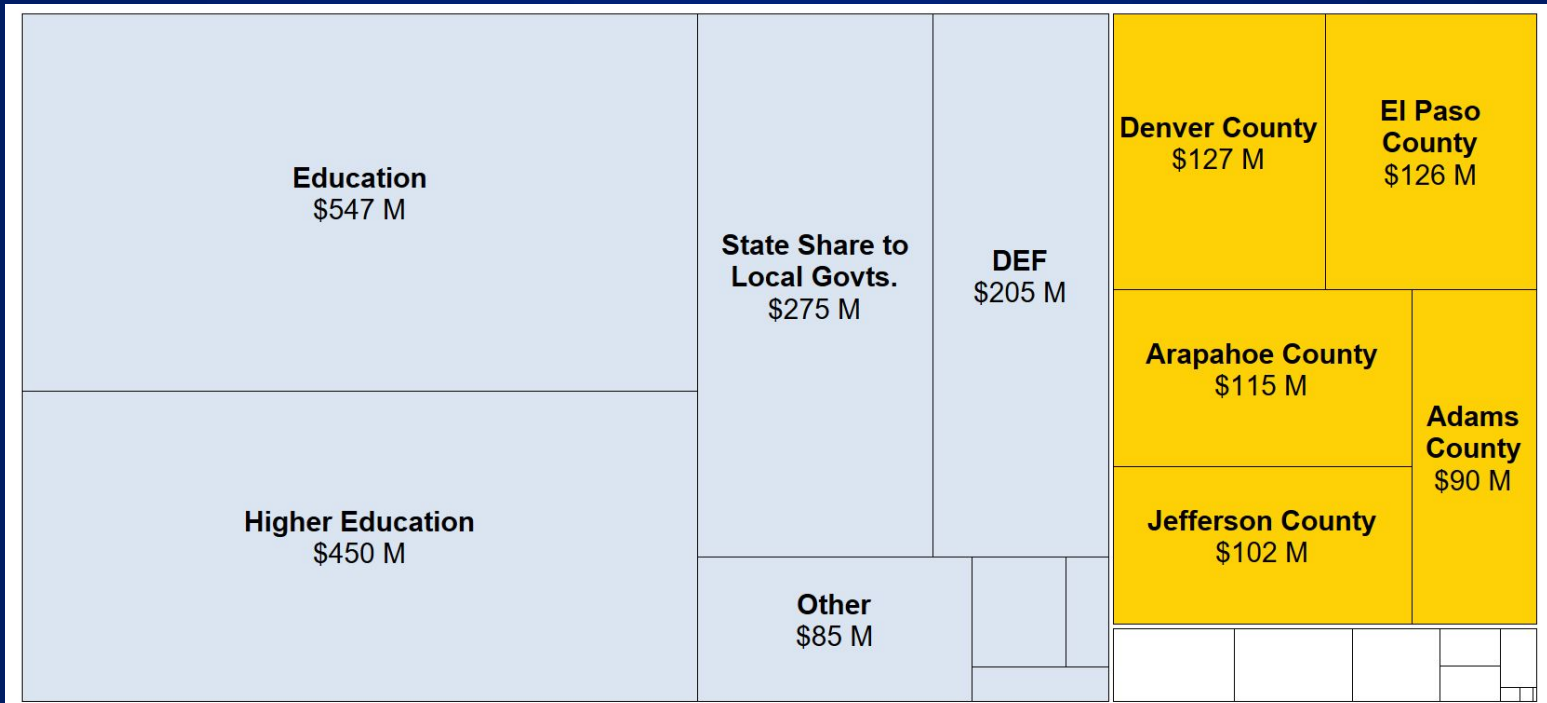 Education
$547 M
Higher Education
$450 M
State Share to
Local Govts.
$275 M
DEF
$205 M
Other
$85 M
Denver County
$127 M
El Paso
County
$126 M
Arapahoe County
$115 M
Jefferson County
$102 M
Adams
County
$90 M